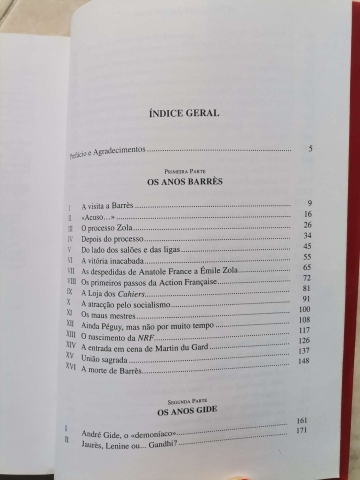 ÍNDICE GERAL
Prefácio e Agradecimentos 5
PRIMEIRA PARTE
OS ANOS BARRÈS
I A visita a Barrès 9
II «Acuso…» 16
III O processo Zola 26
IV Depois do processo 34
V Do lado dos salões e das ligas 45
VI A vitória inacabada 55
VII As despedidas de Anatole France a Émile Zola 65
VIII Os primeiros passos da Action Française 72
IX A Loja dos Cahiers 81
X A atracção pelo socialismo 91
XI Os maus mestres 100
XII Ainda Péguy, mas não por muito tempo 108
XIII O nascimento da NRF 117
XIV A entrada em cena de Martin du Gard 126
XV União sagrada 137
XVI A morte de Barrès 148
SEGUNDA PARTE
OS ANOS GIDE
I André Gide, o «demoníaco» 161
II Jaurès, Lenine ou... Gandhi? 171